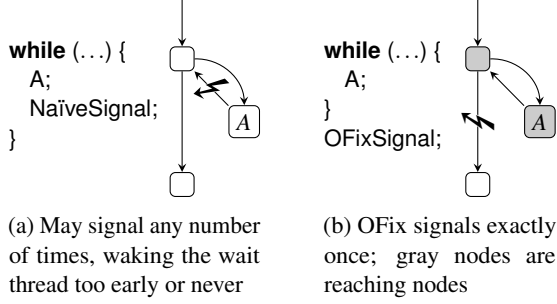 while (...) {
A;
NaïveSignal;
}
A
(a) May signal any number
of times, waking the wait
thread too early or never
while (...) {
A;
}
OFixSignal;
A
(b) OFix signals exactly
once; gray nodes are
reaching nodes